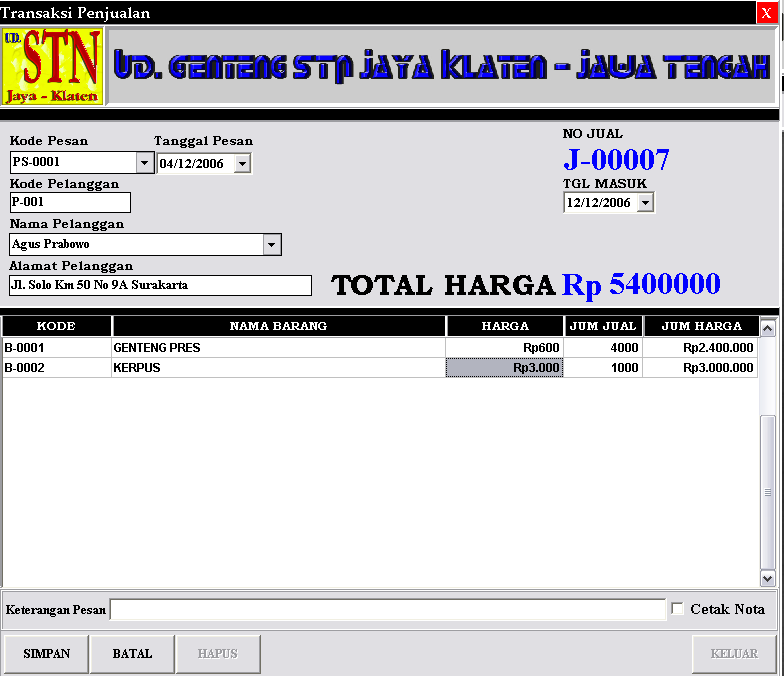 Transaksi Penjualan X
UD. STN Jaya - Klaten
UD. GENTENG STN JAYA KLATEN - JAWA TENGAH
Kode Pesan Tanggal Pesan NO JUAL
PS-0001 04/12/2006 J-00007
Kode Pelanggan TGL MASUK
P-001 12/12/2006
Nama Pelanggan
Agus Prabowo
Alamat Pelanggan
Jl. Solo Km 50 No 9A Surakarta TOTAL HARGA Rp 5400000
KODE NAMA BARANG HARGA JUM JUAL JUM HARGA
B-0001 GENTENG PRES Rp600 4000 Rp2.400.000
B-0002 KERPUS Rp3.000 1000 Rp3.000.000
Keterangan Pesan Cetak Nota
SIMPAN BATAL HAPUS KELUAR